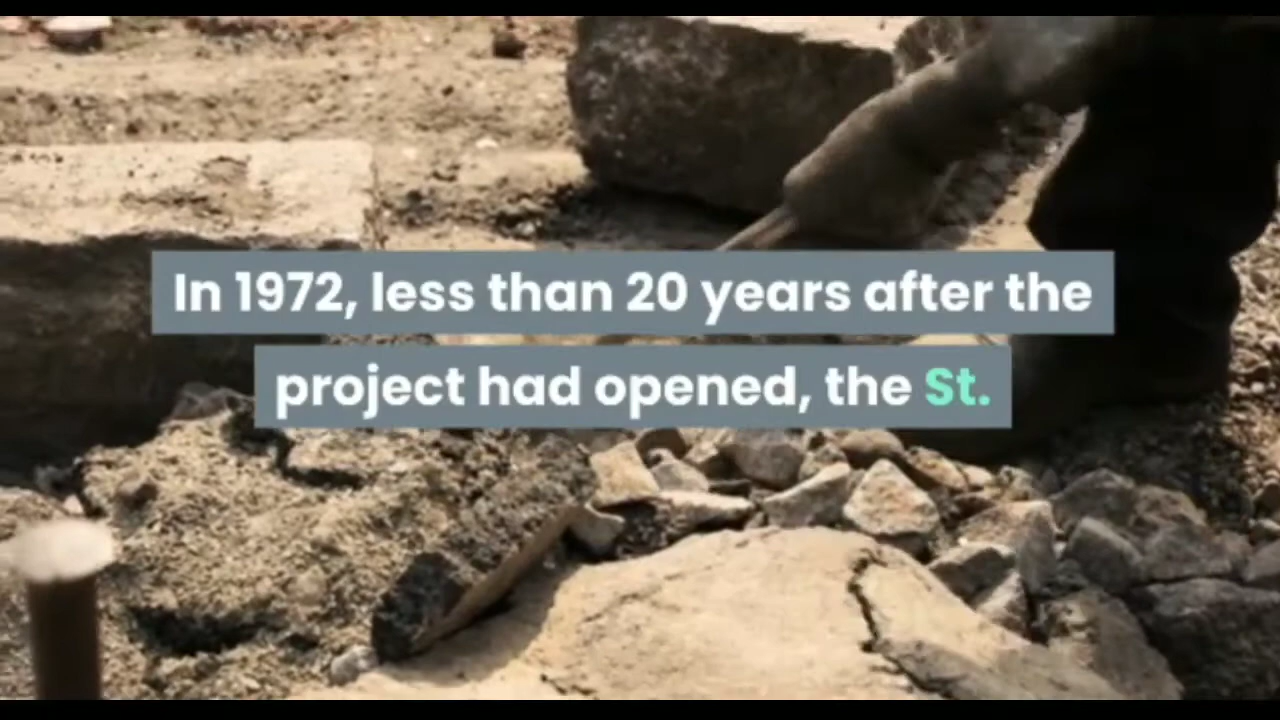 In 1972, less than 20 years after the
project had opened, the St.